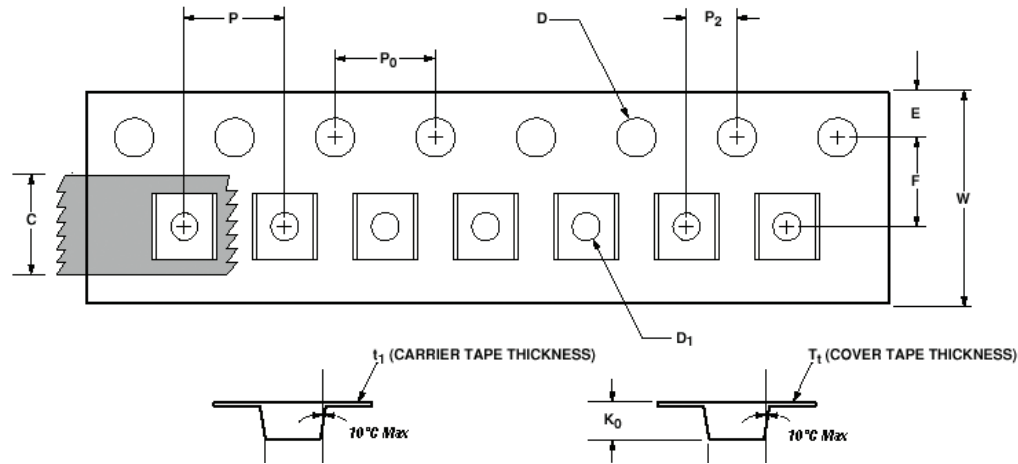 P
D
P2
P0
E
F
W
C
D1
t1 (CARRIER TAPE THICKNESS)
Tt (COVER TAPE THICKNESS)
K0
10°C Max
10°C Max